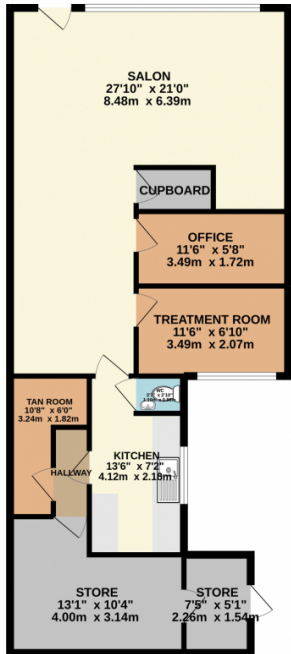 SALON
27'10" x 21'0"
8.48m x 6.39m
CUPBOARD
OFFICE
11'6" x 5'8"
3.49m x 1.72m
TREATMENT ROOM
11'6" x 6'10"
3.49m x 2.07m
WC
TAN ROOM
10'8" x 6'0"
3.24m x 1.82m
HALLWAY
KITCHEN
13'6" x 7'2"
4.12m x 2.18m
STORE
13'1" x 10'4"
4.00m x 3.14m
STORE
7'5" x 5'1"
2.26m x 1.54m